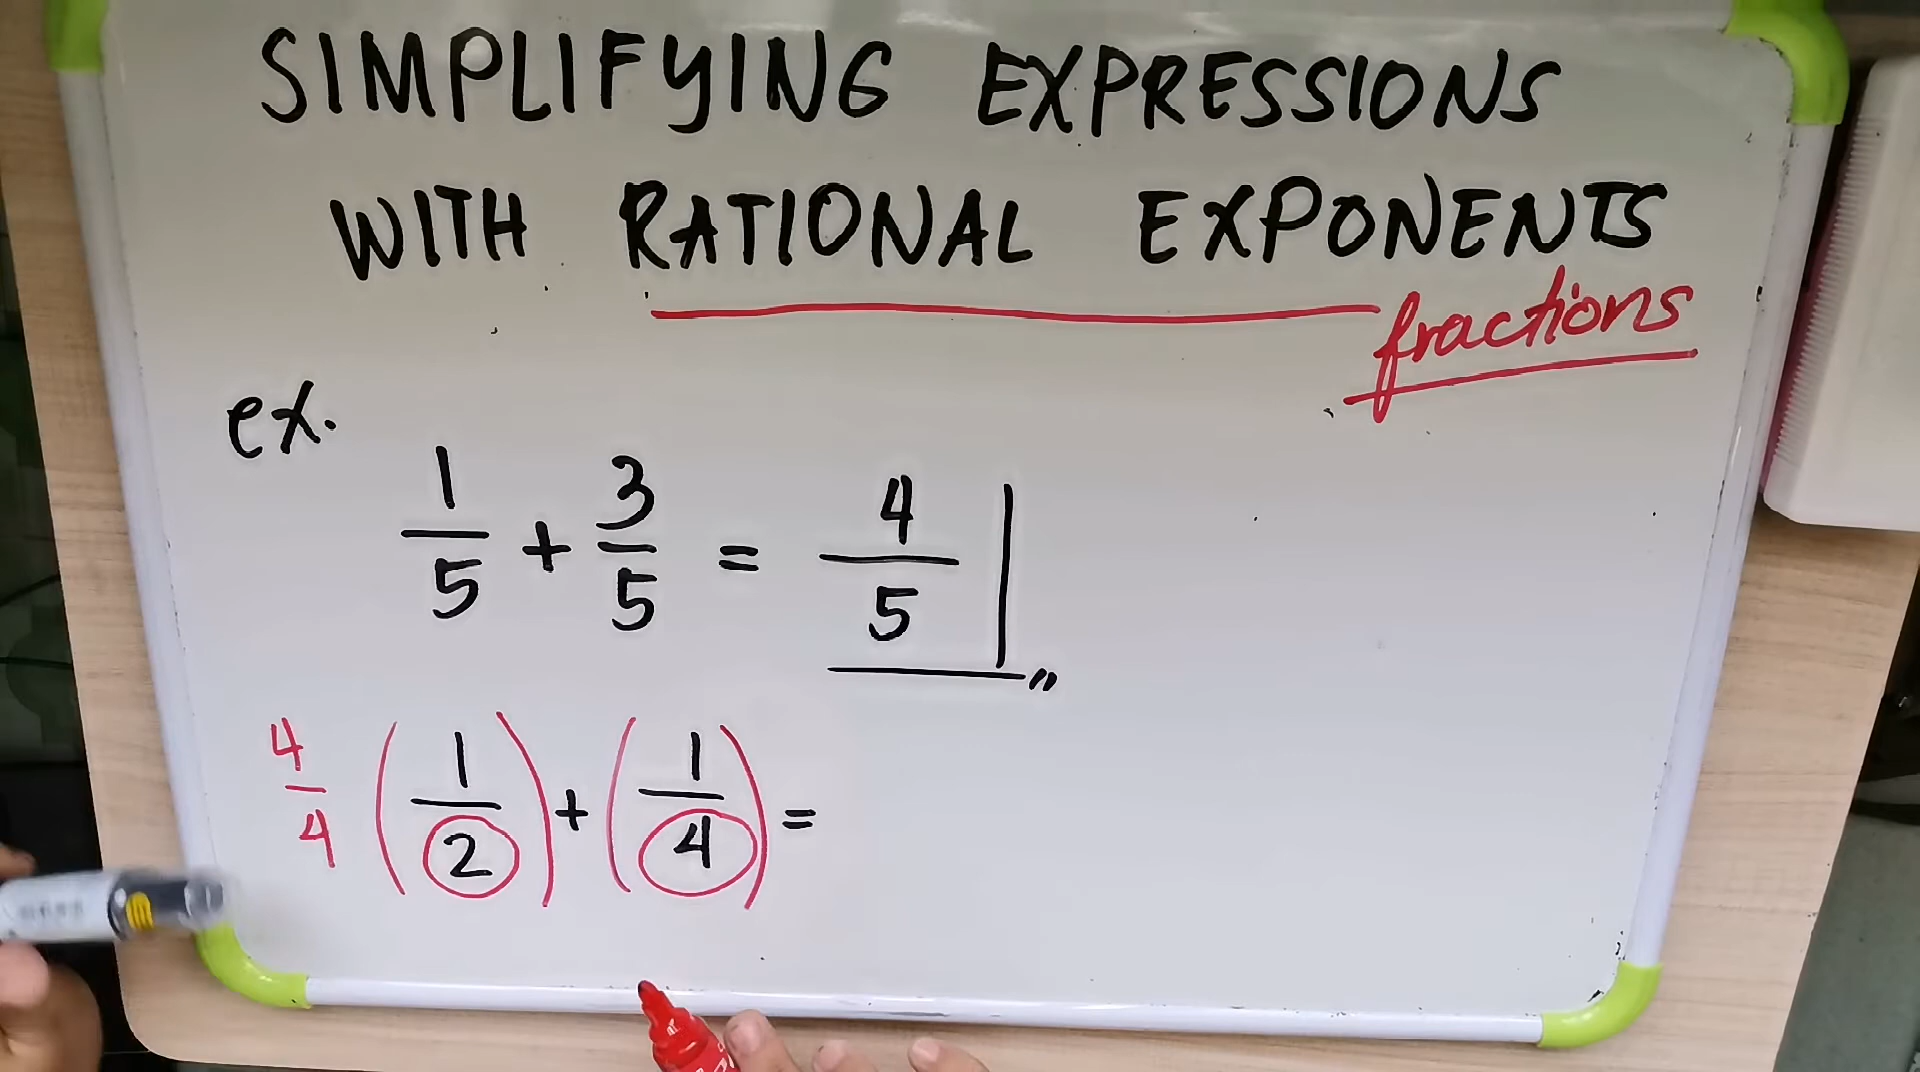 SIMPLIFYING EXPRESSIONS
WITH RATIONAL EXPONENTS
fractions
ex.
1/5 + 3/5 = 4/5 "
4/4 (1/2) + (1/4) =